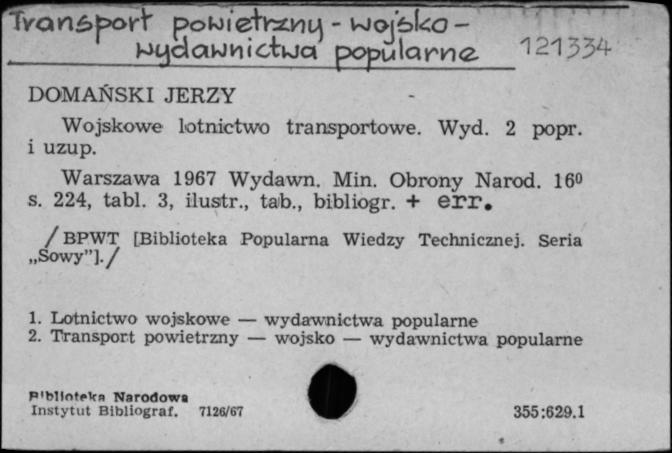 Transport powietrzny - wojsko -
wydawnictwa popularne 121334
DOMAŃSKI JERZY
Wojskowe lotnictwo transportowe. Wyd. 2 popr.
i uzup.
Warszawa 1967 Wydawn. Min. Obrony Narod. 16⁰
s. 224, tabl. 3, ilustr., tab., bibliogr. + err.
/BPWT [Biblioteka Popularna Wiedzy Technicznej. Seria
„Sowy”]./
1. Lotnictwo wojskowe — wydawnictwa popularne
2. Transport powietrzny — wojsko — wydawnictwa popularne
Biblioteka Narodowa
Instytut Bibliograf. 7126/67 355:629.1